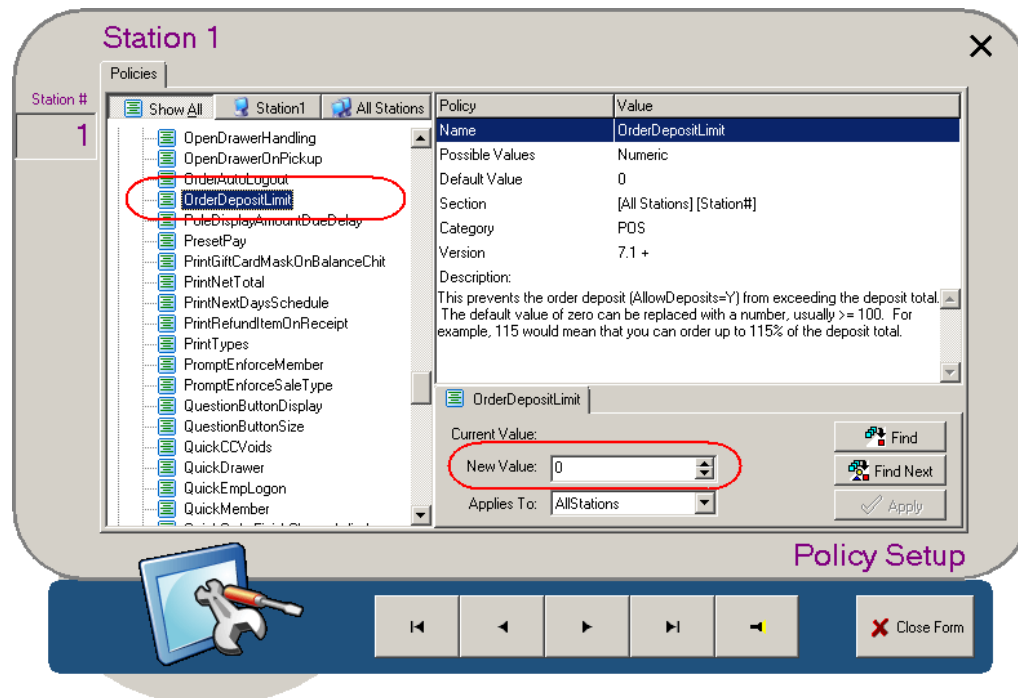 Station 1
Policies
Station #
1
Show All
Station1
All Stations
OpenDrawerHandling
OpenDrawerOnPickup
OrderAutoLogout
OrderDepositLimit
PoleDisplayAmountDueDelay
PresetPay
PrintGiftCardMaskOnBalanceChit
PrintNetTotal
PrintNextDaysSchedule
PrintRefundItemOnReceipt
PrintTypes
PromptEnforceMember
PromptEnforceSaleType
QuestionButtonDisplay
QuestionButtonSize
QuickCCVoids
QuickDrawer
QuickEmpLogon
QuickMember
Policy Value
Name OrderDepositLimit
Possible Values Numeric
Default Value 0
Section [All Stations] [Station#]
Category POS
Version 7.1 +
Description:
This prevents the order deposit (AllowDeposits=Y) from exceeding the deposit total.
The default value of zero can be replaced with a number, usually >= 100. For
example, 115 would mean that you can order up to 115% of the deposit total.
OrderDepositLimit
Current Value:
New Value: 0
Applies To: AllStations
Find
Find Next
Apply
Policy Setup
Close Form